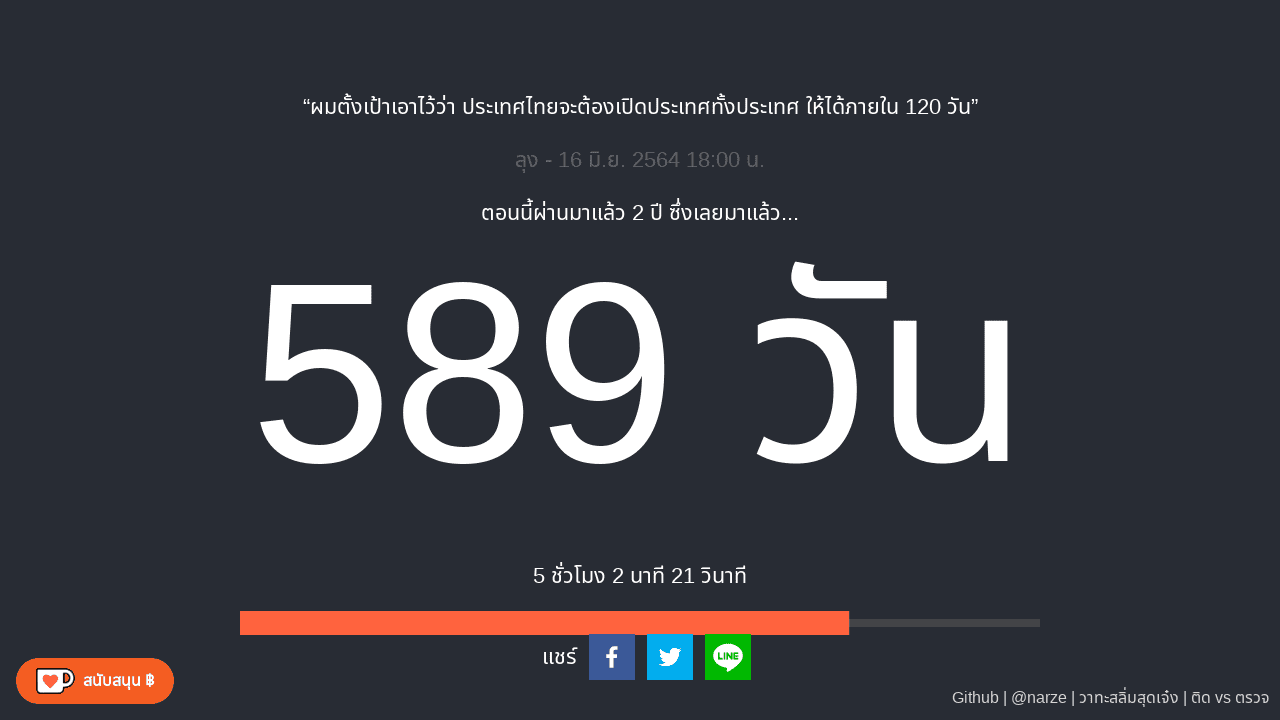 “ผมตั้งเป้าเอาไว้ว่า ประเทศไทยจะต้องเปิดประเทศทั้งประเทศ ให้ได้ภายใน 120 วัน”
ลุง - 16 มิ.ย. 2564 18:00 น.
ตอนนี้ผ่านมาแล้ว 2 ปี ซึ่งเลยมาแล้ว...
589 วัน
5 ชั่วโมง 2 นาที 21 วินาที
แชร์
LINE
สนับสนุน ฿
Github | @narze | วาทะสลิ่มสุดเจ๋ง | ติด vs ตรวจ